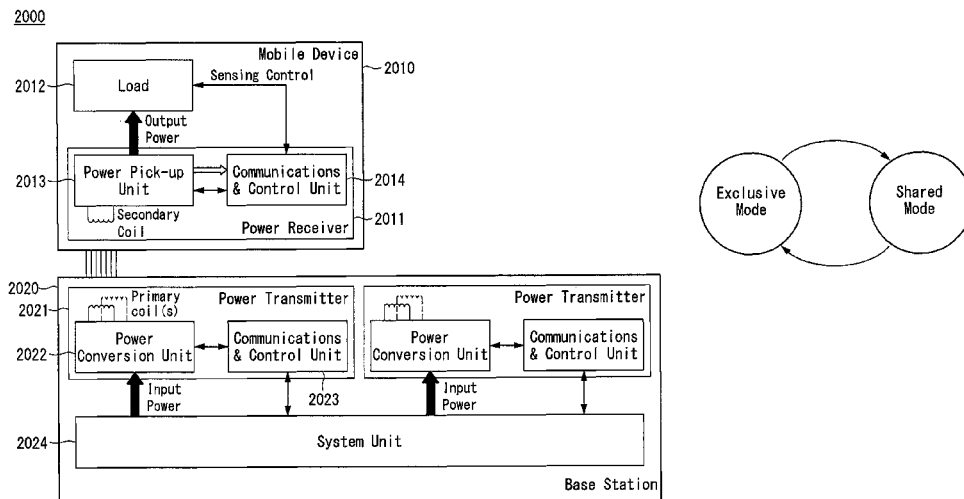 2000
Mobile Device
2010
2012
Load
Sensing Control
Output
Power
2013
Power Pick-up
Unit
Communications
& Control Unit
2014
Secondary
Coil
Power Receiver
2011
Exclusive
Mode
Shared
Mode
2020
2021
Primary
coil(s)
Power Transmitter
Power Transmitter
2022
Power
Conversion Unit
Communications
& Control Unit
Power
Conversion Unit
Communications
& Control Unit
Input
Power
2023
Input
Power
2024
System Unit
Base Station